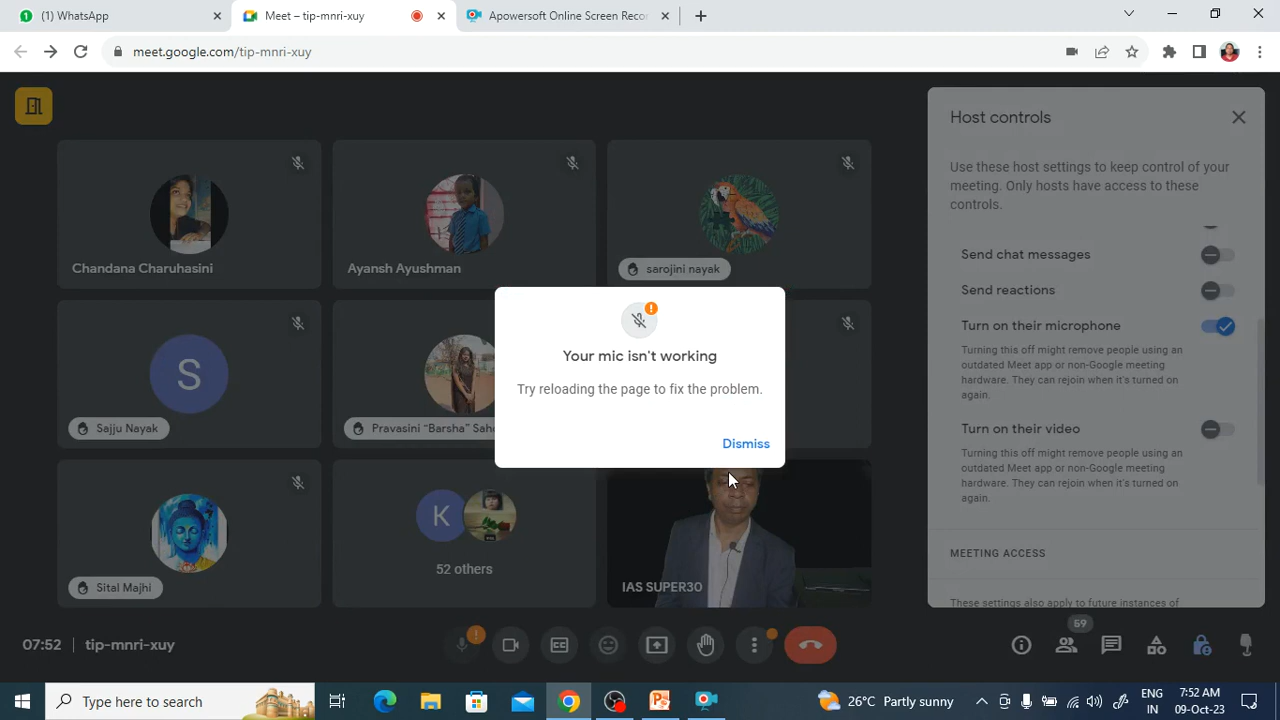 (1) WhatsApp
Meet – tip-mnri-xuy
Apowersoft Online Screen Reco
meet.google.com/tip-mnri-xuy
Chandana Charuhasini
Ayansh Ayushman
sarojini nayak
S
Sajju Nayak
Pravasini "Barsha" Saho
Sital Majhi
K
52 others
IAS SUPER30
Your mic isn't working
Try reloading the page to fix the problem.
Dismiss
Host controls
Use these host settings to keep control of your
meeting. Only hosts have access to these
controls.
Send chat messages
Send reactions
Turn on their microphone
Turning this off might remove people using an
outdated Meet app or non-Google meeting
hardware. They can rejoin when it's turned on
again.
Turn on their video
Turning this off might remove people using an
outdated Meet app or non-Google meeting
hardware. They can rejoin when it's turned on
again.
MEETING ACCESS
These settings also apply to future instances of
07:52 | tip-mnri-xuy
59
Type here to search
26°C Partly sunny
ENG
IN
7:52 AM
09-Oct-23